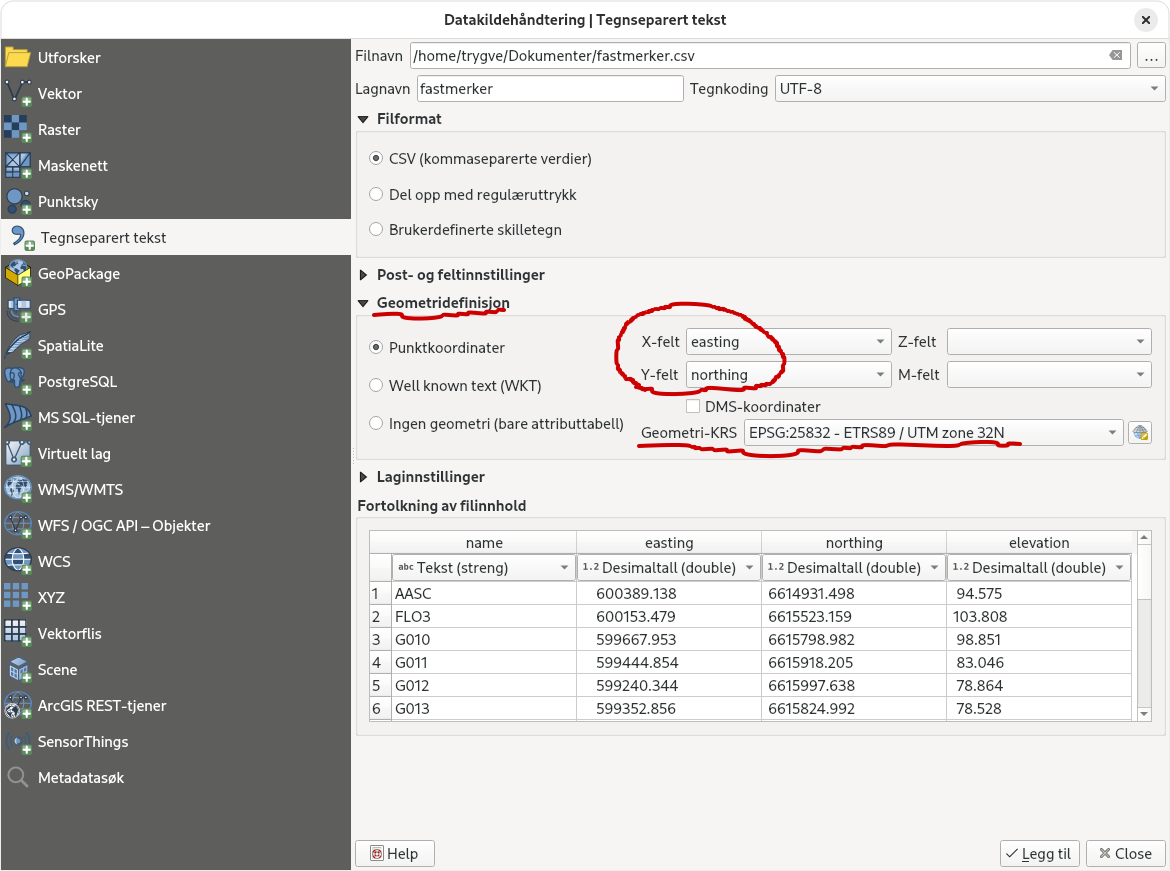 Datakildehåndtering | Tegnseparert tekst
Utforsker
Vektor
Raster
Maskenett
Punktsky
Tegnseparert tekst
GeoPackage
GPS
SpatiaLite
PostgreSQL
MS SQL-tjener
Virtuelt lag
WMS/WMTS
WFS / OGC API – Objekter
WCS
XYZ
Vektorflis
Scene
ArcGIS REST-tjener
SensorThings
Metadatasøk
Filnavn /home/trygve/Dokumenter/fastmerker.csv …
Lagnavn fastmerker Tegnkoding UTF-8
Filformat
CSV (kommaseparerte verdier)
Del opp med regulæruttrykk
Brukerdefinerte skilletegn
Post- og feltinnstillinger
Geometridefinisjon
Punktkoordinater
Well known text (WKT)
Ingen geometri (bare attributtabell)
X-felt easting Z-felt
Y-felt northing M-felt
DMS-koordinater
Geometri-KRS EPSG:25832 - ETRS89 / UTM zone 32N
Laginnstillinger
Fortolkning av filinnhold
name easting northing elevation
abc Tekst (streng) 1.2 Desimaltall (double) 1.2 Desimaltall (double) 1.2 Desimaltall (double)
1 AASC 600389.138 6614931.498 94.575
2 FLO3 600153.479 6615523.159 103.808
3 G010 599667.953 6615798.982 98.851
4 G011 599444.854 6615918.205 83.046
5 G012 599240.344 6615997.638 78.864
6 G013 599352.856 6615824.992 78.528
Help Legg til Close